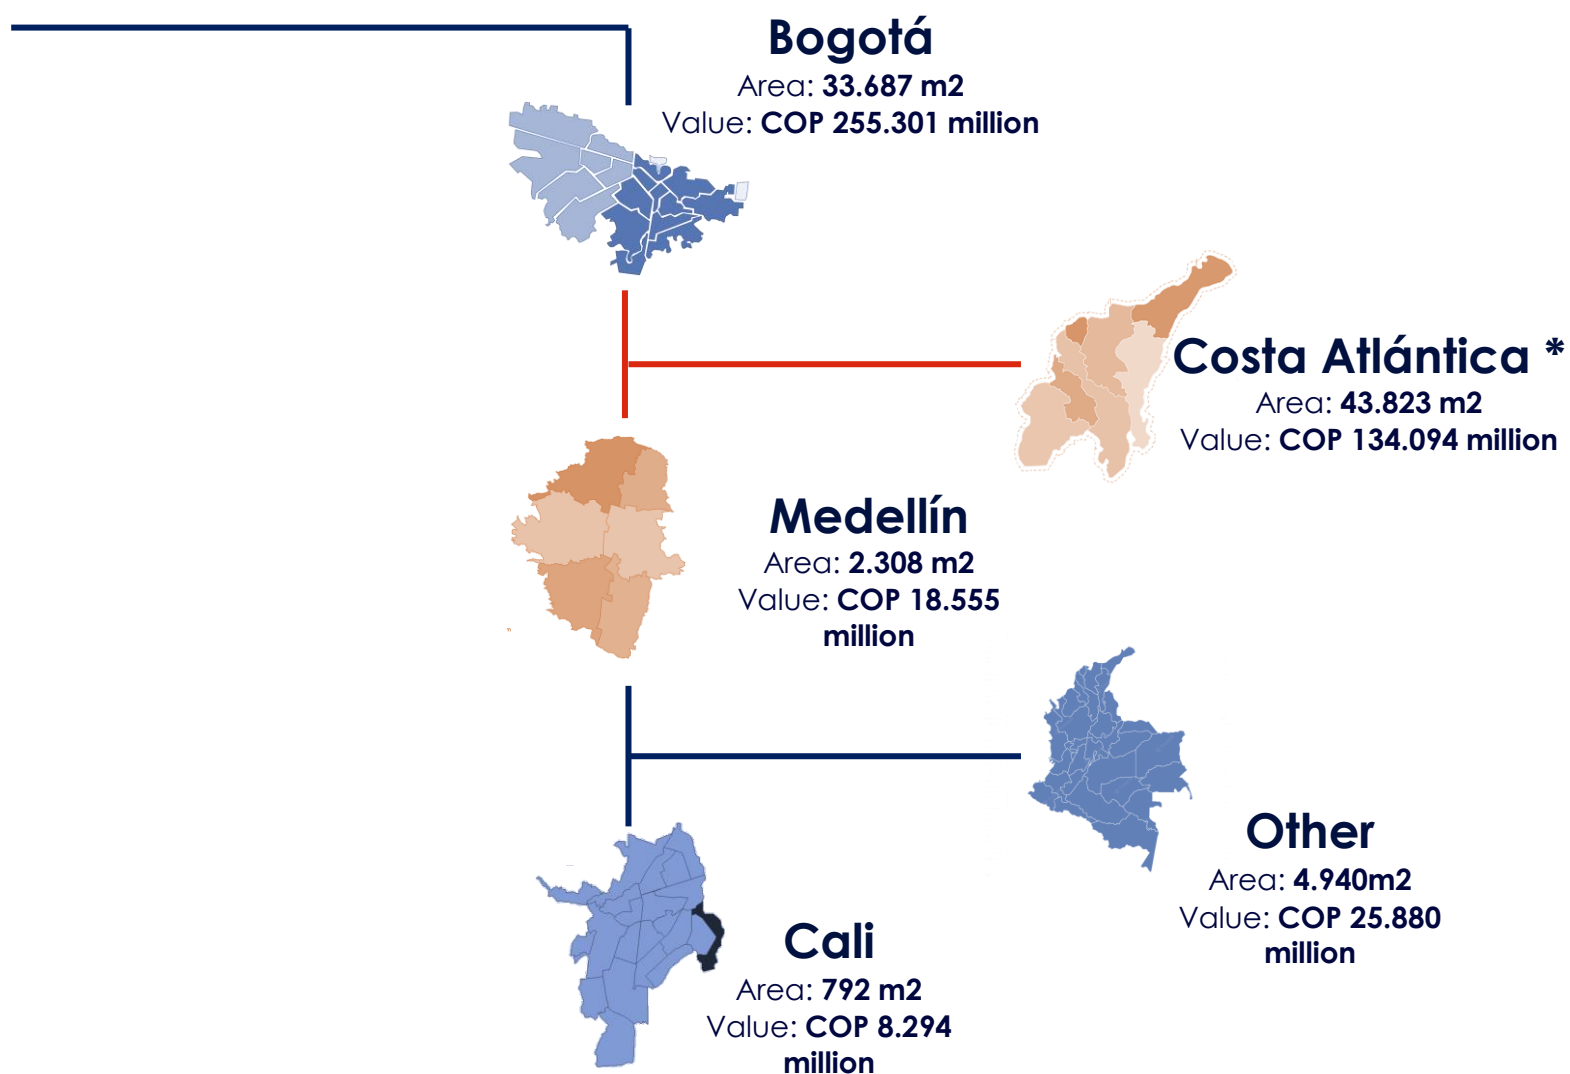 Bogotá
Area: 33.687 m2
Value: COP 255.301 million
Costa Atlántica *
Area: 43.823 m2
Value: COP 134.094 million
Medellín
Area: 2.308 m2
Value: COP 18.555
million
Other
Area: 4.940m2
Value: COP 25.880
million
Cali
Area: 792 m2
Value: COP 8.294
million